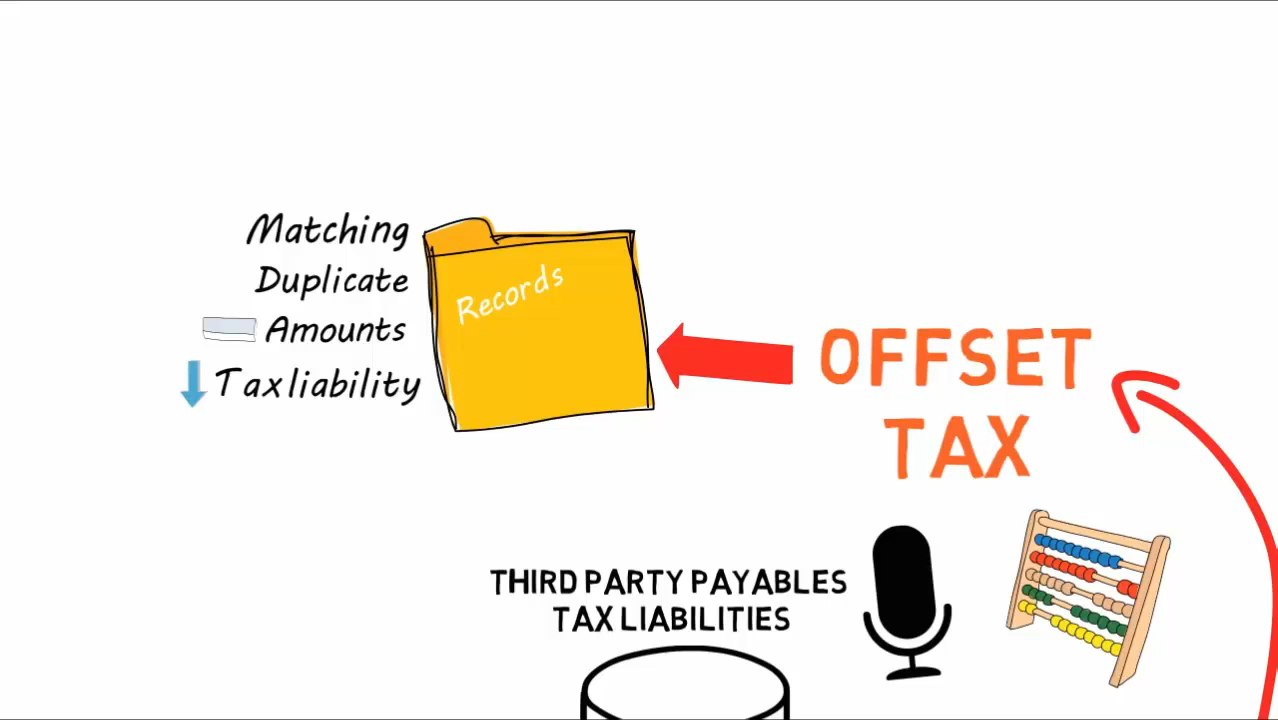 Matching
Duplicate
Amounts
Taxliability
Records
OFFSET
TAX
THIRD PARTY PAYABLES
TAX LIABILITIES